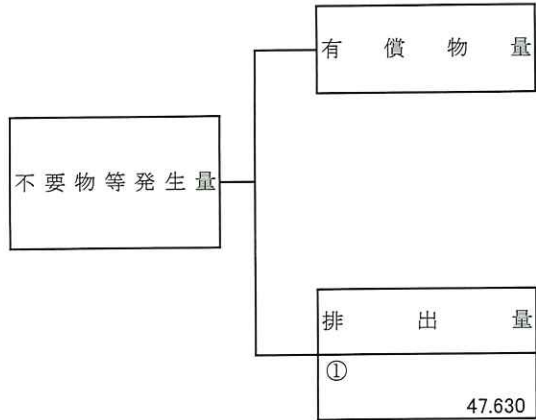 有償物量
不要物等発生量
排出量
①
47.630